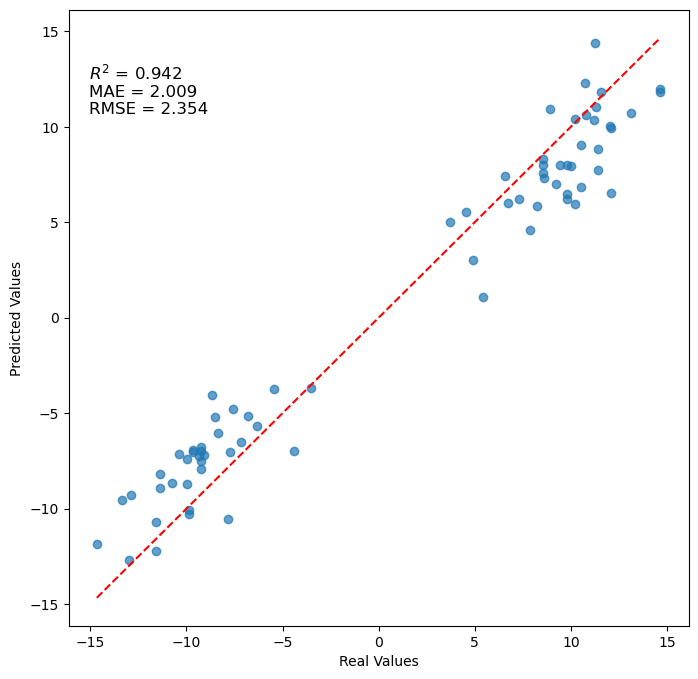 R² = 0.942
MAE = 2.009
RMSE = 2.354
Predicted Values
15
10
5
0
−5
−10
−15
−15
−10
−5
0
5
10
15
Real Values